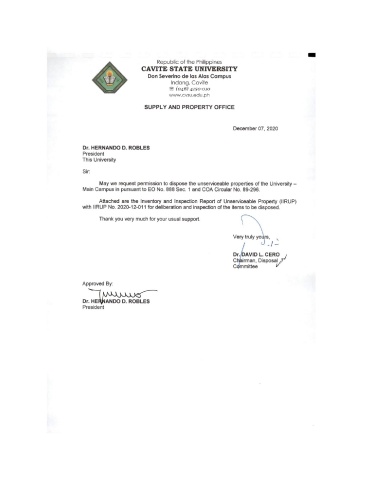 Republic of the Philippines
CAVITE STATE UNIVERSITY
Don Severino de las Alas Campus
Indang, Cavite
www.cvsu.edu.ph
SUPPLY AND PROPERTY OFFICE
December 07, 2020
Dr. HERNANDO D. ROBLES
President
This University
Sir:
May we request permission to dispose the unserviceable properties of the University –
Main Campus in pursuant to EO No. 888 Sec. 1 and COA Circular No. 89-296.
Attached are the Inventory and Inspection Report of Unserviceable Property (IIRUP)
with IIRUP No. 2020-12-011 for deliberation and inspection of the items to be disposed.
Thank you very much for your usual support.
Very truly yours,
Dr. DAVID L. CERO
Chairman, Disposal
Committee
Approved By:
Dr. HERNANDO D. ROBLES
President